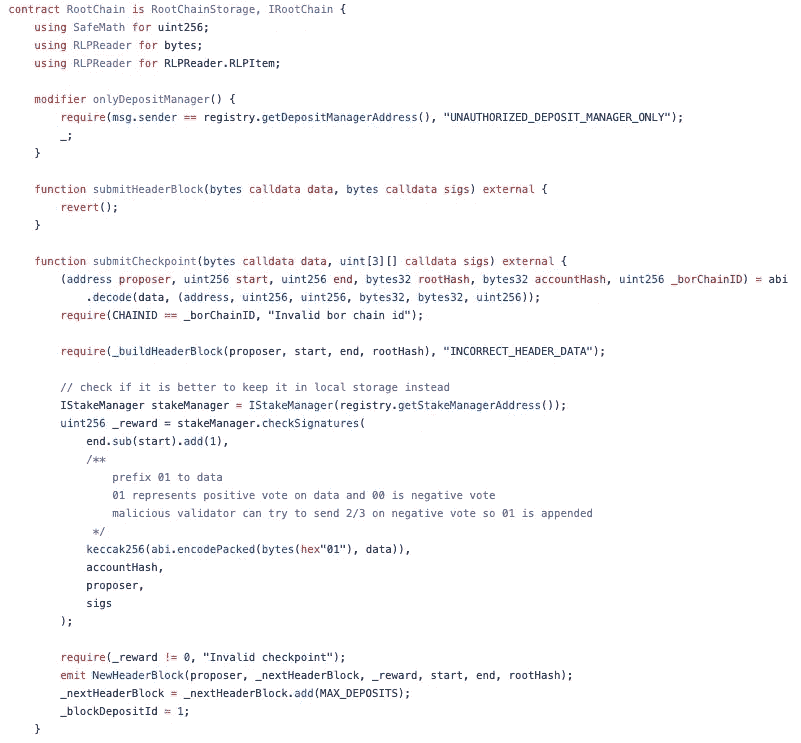 contract RootChain is RootChainStorage, IRootChain {
using SafeMath for uint256;
using RLPReader for bytes;
using RLPReader for RLPReader.RLPItem;
modifier onlyDepositManager() {
require(msg.sender == registry.getDepositManagerAddress(), "UNAUTHORIZED_DEPOSIT_MANAGER_ONLY");
_;
}
function submitHeaderBlock(bytes calldata data, bytes calldata sigs) external {
revert();
}
function submitCheckpoint(bytes calldata data, uint[3][] calldata sigs) external {
(address proposer, uint256 start, uint256 end, bytes32 rootHash, bytes32 accountHash, uint256 _borChainID) = abi
.decode(data, (address, uint256, uint256, bytes32, bytes32, uint256));
require(CHAINID == _borChainID, "Invalid bor chain id");
require(_buildHeaderBlock(proposer, start, end, rootHash), "INCORRECT_HEADER_DATA");
// check if it is better to keep it in local storage instead
IStakeManager stakeManager = IStakeManager(registry.getStakeManagerAddress());
uint256 _reward = stakeManager.checkSignatures(
end.sub(start).add(1),
/**
prefix 01 to data
01 represents positive vote on data and 00 is negative vote
malicious validator can try to send 2/3 on negative vote so 01 is appended
*/
keccak256(abi.encodePacked(bytes(hex"01"), data)),
accountHash,
proposer,
sigs
);
require(_reward != 0, "Invalid checkpoint");
emit NewHeaderBlock(proposer, _nextHeaderBlock, _reward, start, end, rootHash);
_nextHeaderBlock = _nextHeaderBlock.add(MAX_DEPOSITS);
_blockDepositId = 1;
}